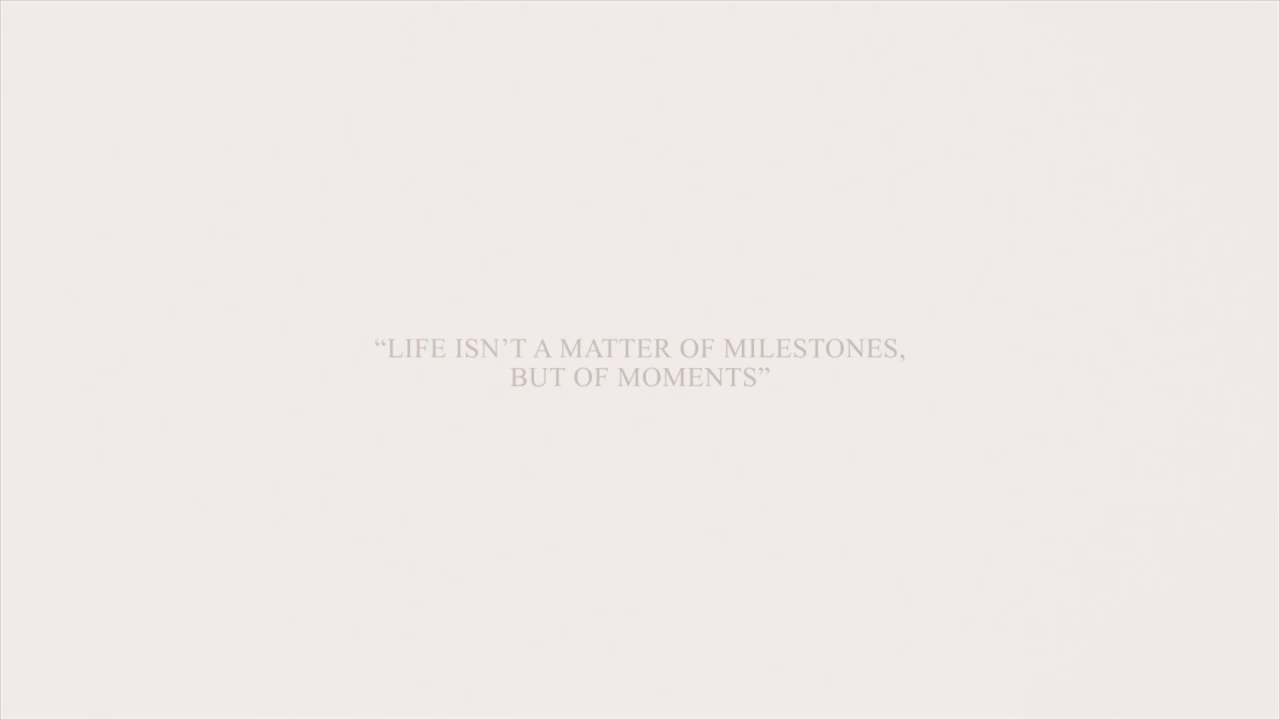 “LIFE ISN’T A MATTER OF MILESTONES,
BUT OF MOMENTS”